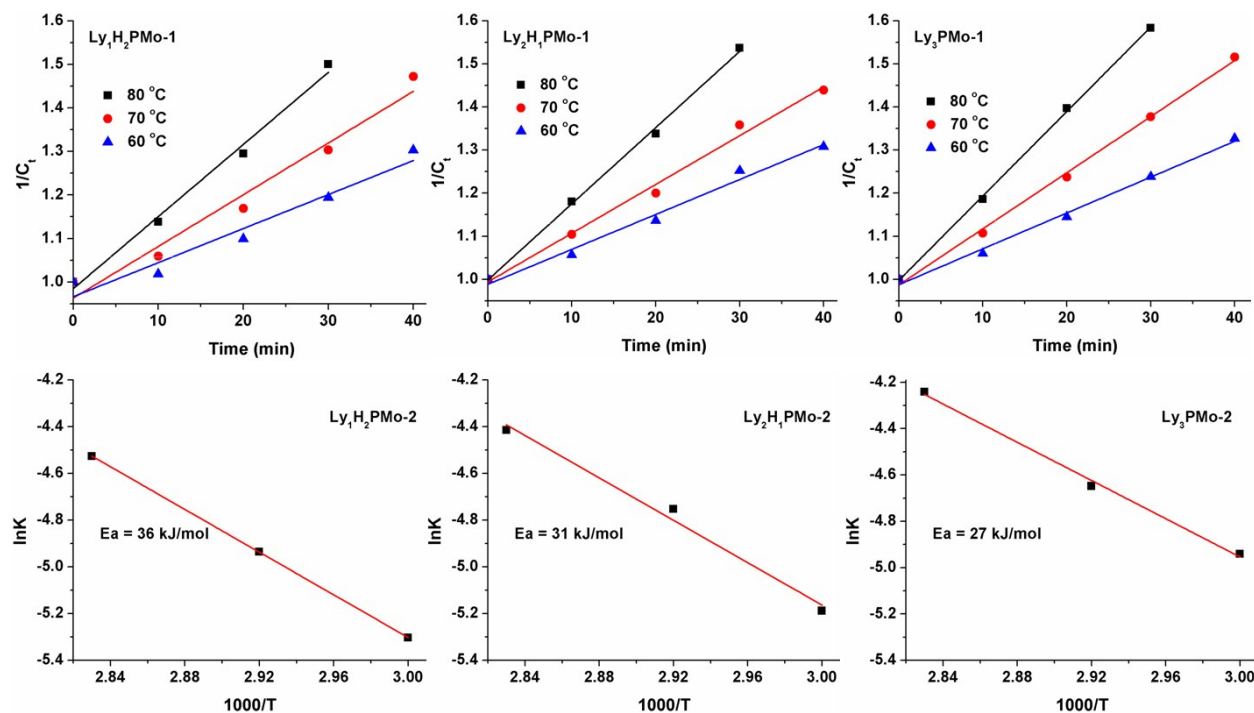 Ly₁H₂PMo-1
80 °C
70 °C
60 °C
1/Cₜ
1.6
1.5
1.4
1.3
1.2
1.1
1.0
0 10 20 30 40
Time (min)
Ly₂H₁PMo-1
80 °C
70 °C
60 °C
1/Cₜ
1.6
1.5
1.4
1.3
1.2
1.1
1.0
0 10 20 30 40
Time (min)
Ly₃PMo-1
80 °C
70 °C
60 °C
1/Cₜ
1.6
1.5
1.4
1.3
1.2
1.1
1.0
0 10 20 30 40
Time (min)
Ly₁H₂PMo-2
Ea = 36 kJ/mol
lnK
-4.2
-4.4
-4.6
-4.8
-5.0
-5.2
-5.4
2.84 2.88 2.92 2.96 3.00
1000/T
Ly₂H₁PMo-2
Ea = 31 kJ/mol
lnK
-4.2
-4.4
-4.6
-4.8
-5.0
-5.2
-5.4
2.84 2.88 2.92 2.96 3.00
1000/T
Ly₃PMo-2
Ea = 27 kJ/mol
lnK
-4.2
-4.4
-4.6
-4.8
-5.0
-5.2
-5.4
2.84 2.88 2.92 2.96 3.00
1000/T